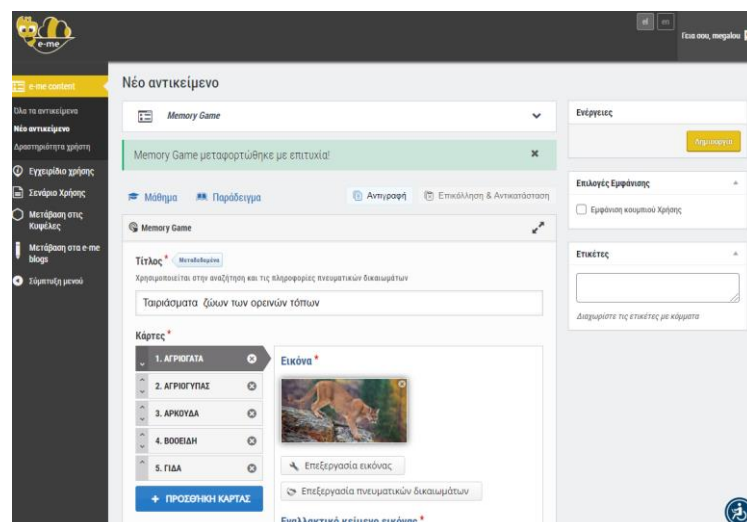 el en
Γεια σου, megalou
e-me
e-me content
Όλα τα αντικείμενα
Νέο αντικείμενο
Δραστηριότητα χρήστη
Εγχειρίδιο χρήσης
Σενάριο Χρήσης
Μετάβαση στις
Κυψέλες
Μετάβαση στα e-me
blogs
Σύμπτυξη μενού
Νέο αντικείμενο
Memory Game
Memory Game μεταφορτώθηκε με επιτυχία!
Μάθημα Παράδειγμα Αντιγραφή Επικόλληση & Αντικατάσταση
Memory Game
Τίτλος * Μεταδεδομένα
Χρησιμοποιείται στην αναζήτηση και τις πληροφορίες πνευματικών δικαιωμάτων
Ταιριάσματα ζώων των ορεινών τόπων
Κάρτες *
1. ΑΓΡΙΟΓΑΤΑ
2. ΑΓΡΙΟΓΥΠΑΣ
3. ΑΡΚΟΥΔΑ
4. ΒΟΟΕΙΔΗ
5. ΓΙΔΑ
+ ΠΡΟΣΘΉΚΗ ΚΑΡΤΑΣ
Εικόνα *
Επεξεργασία εικόνας
Επεξεργασία πνευματικών δικαιωμάτων
Εναλλακτικό κείμενο εικόνας *
Ενέργειες
Δημιουργία
Επιλογές Εμφάνισης
Εμφάνιση κουμπιού Χρήσης
Ετικέτες
Διαχωρίστε τις ετικέτες με κόμματα